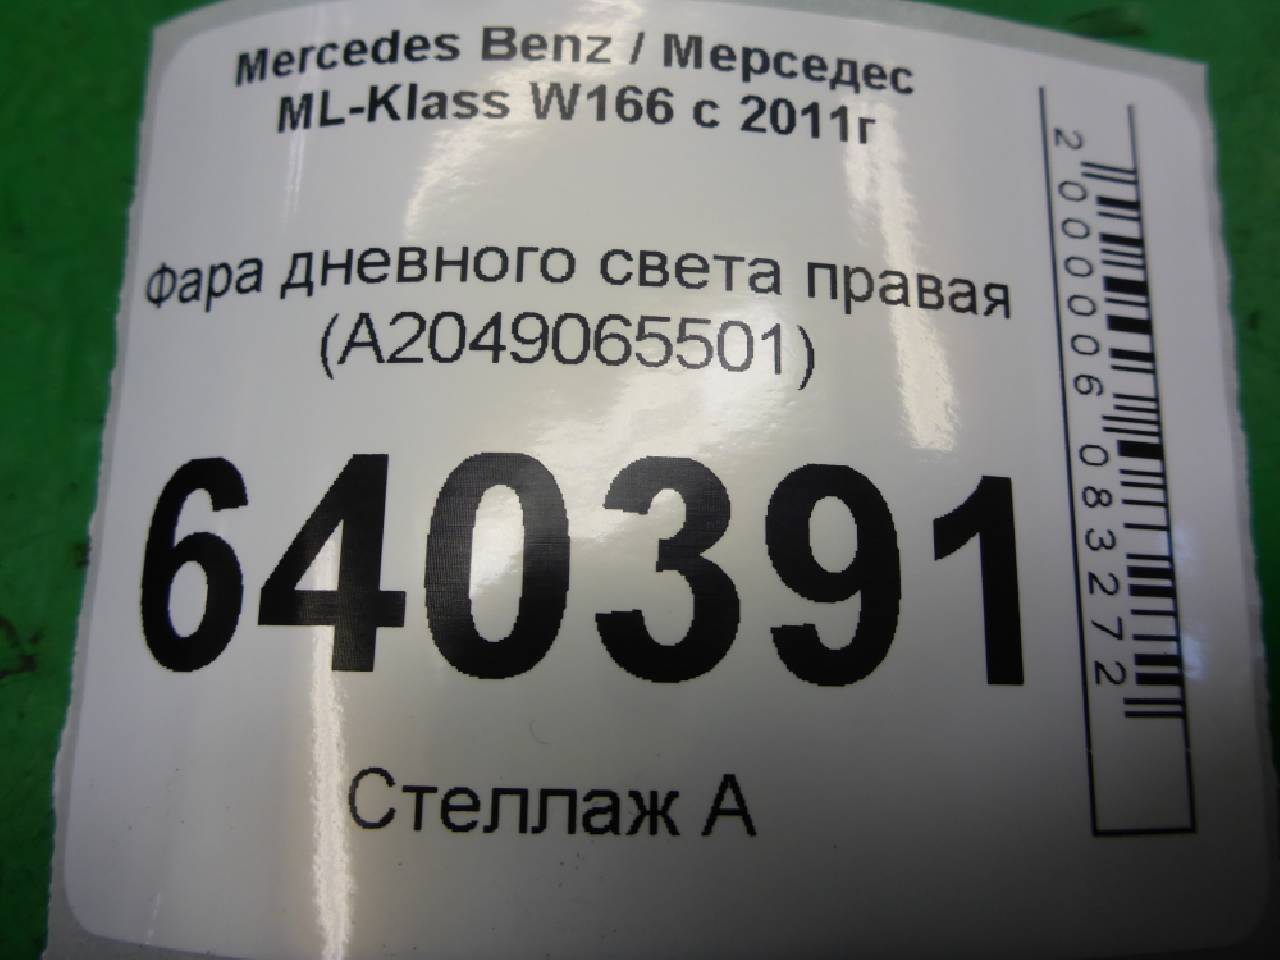 Mercedes Benz / Мерседес
ML-Klass W166 с 2011г
Фара дневного света правая
(A2049065501)
640391
Стеллаж А
2000006083272